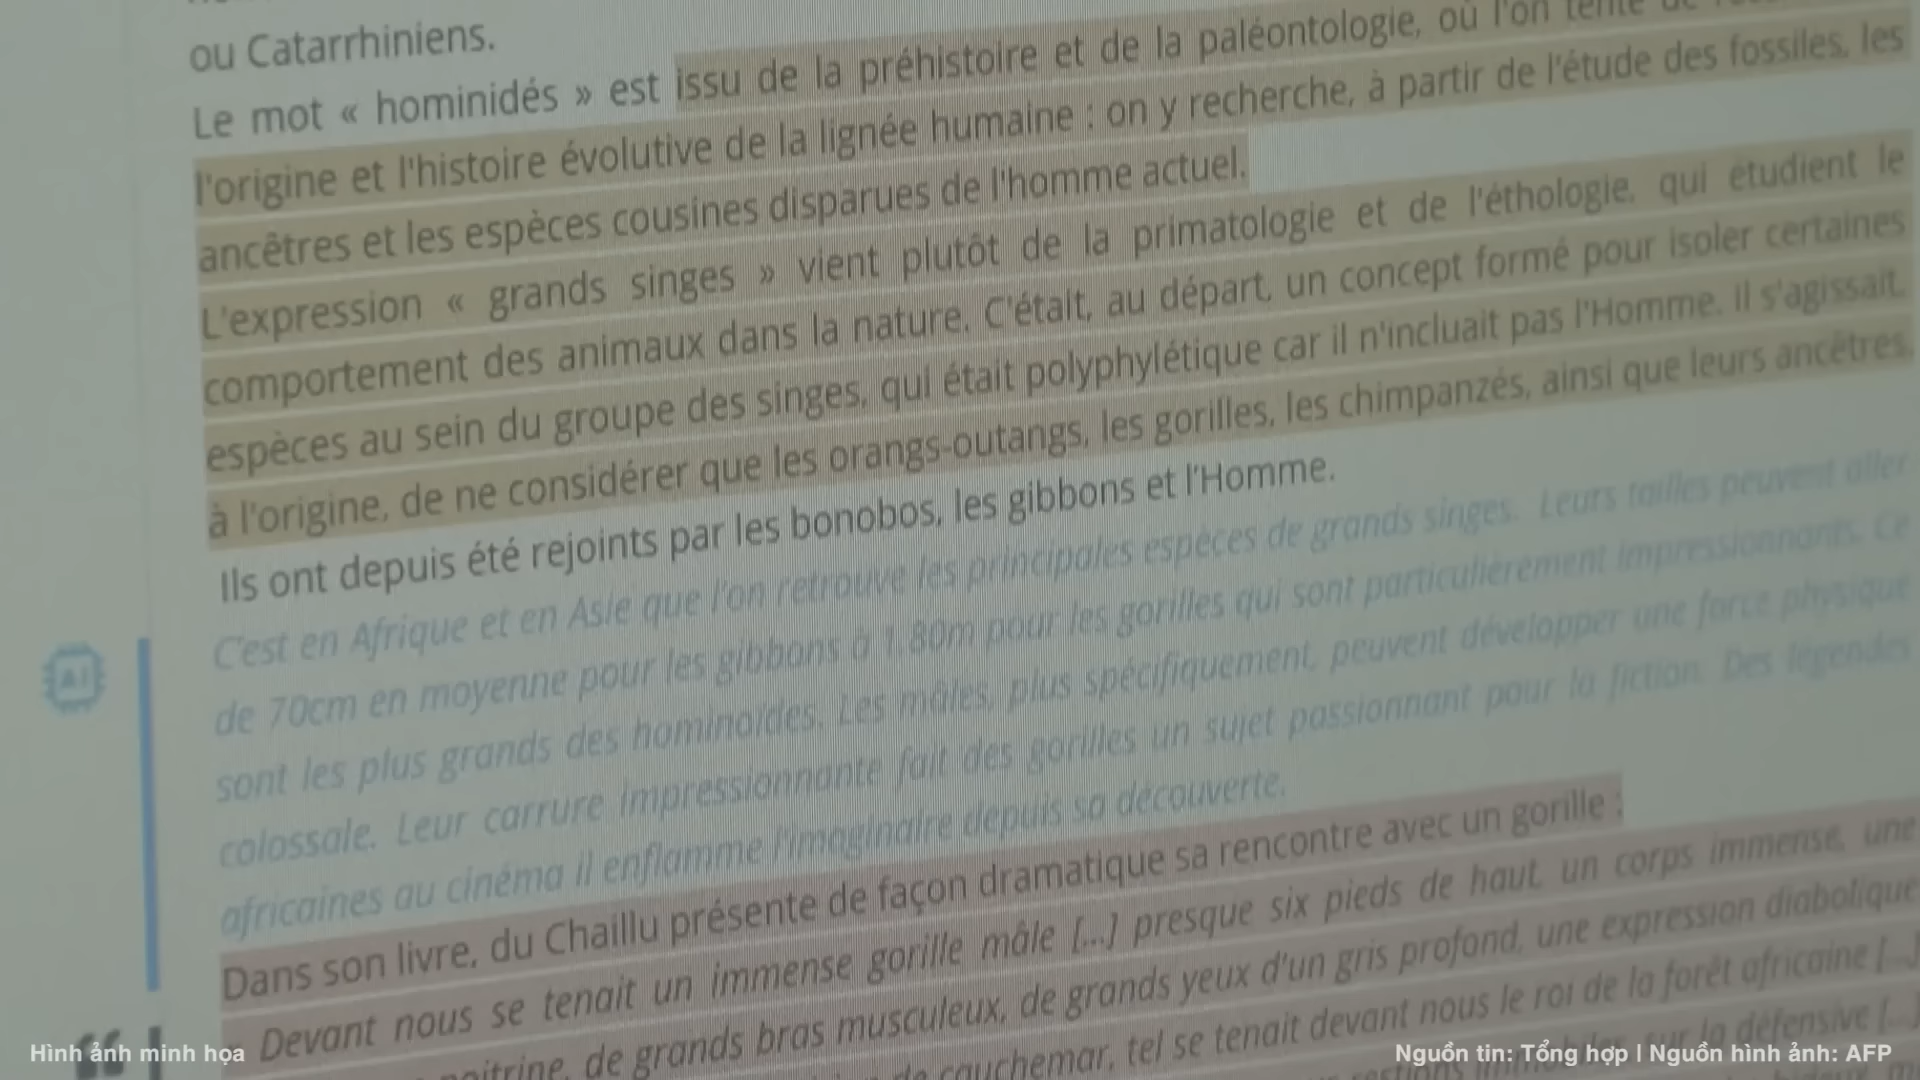 ou Catarrhiniens.
Le mot « hominidés » est issu de la préhistoire et de la paléontologie, où l'on tente de
l'origine et l'histoire évolutive de la lignée humaine : on y recherche, à partir de l'étude des fossiles, les
ancêtres et les espèces cousines disparues de l'homme actuel.
L'expression « grands singes » vient plutôt de la primatologie et de l'éthologie, qui étudient le
comportement des animaux dans la nature. C'était, au départ, un concept formé pour isoler certaines
espèces au sein du groupe des singes, qui était polyphylétique car il n'incluait pas l'Homme. Il s'agissait,
à l'origine, de ne considérer que les orangs-outangs, les gorilles, les chimpanzés, ainsi que leurs ancêtres.
Ils ont depuis été rejoints par les bonobos, les gibbons et l'Homme.
C'est en Afrique et en Asie que l'on retrouve les principales espèces de grands singes. Leurs tailles peuvent aller
de 70cm en moyenne pour les gibbons à 1,80m pour les gorilles qui sont particulièrement impressionnants. Ce
sont les plus grands des hominoïdes. Les mâles, plus spécifiquement, peuvent développer une force physique
colossale. Leur carrure impressionnante fait des gorilles un sujet passionnant pour la fiction. Des légendes
africaines au cinéma il enflamme l'imaginaire depuis sa découverte.
AI
Dans son livre, du Chaillu présente de façon dramatique sa rencontre avec un gorille :
Devant nous se tenait un immense gorille mâle [...] presque six pieds de haut, un corps immense, une
poitrine, de grands bras musculeux, de grands yeux d'un gris profond, une expression diabolique
cauchemar, tel se tenait devant nous le roi de la forêt africaine [...]
sur la défensive [...]
Hình ảnh minh họa
Nguồn tin: Tổng hợp | Nguồn hình ảnh: AFP